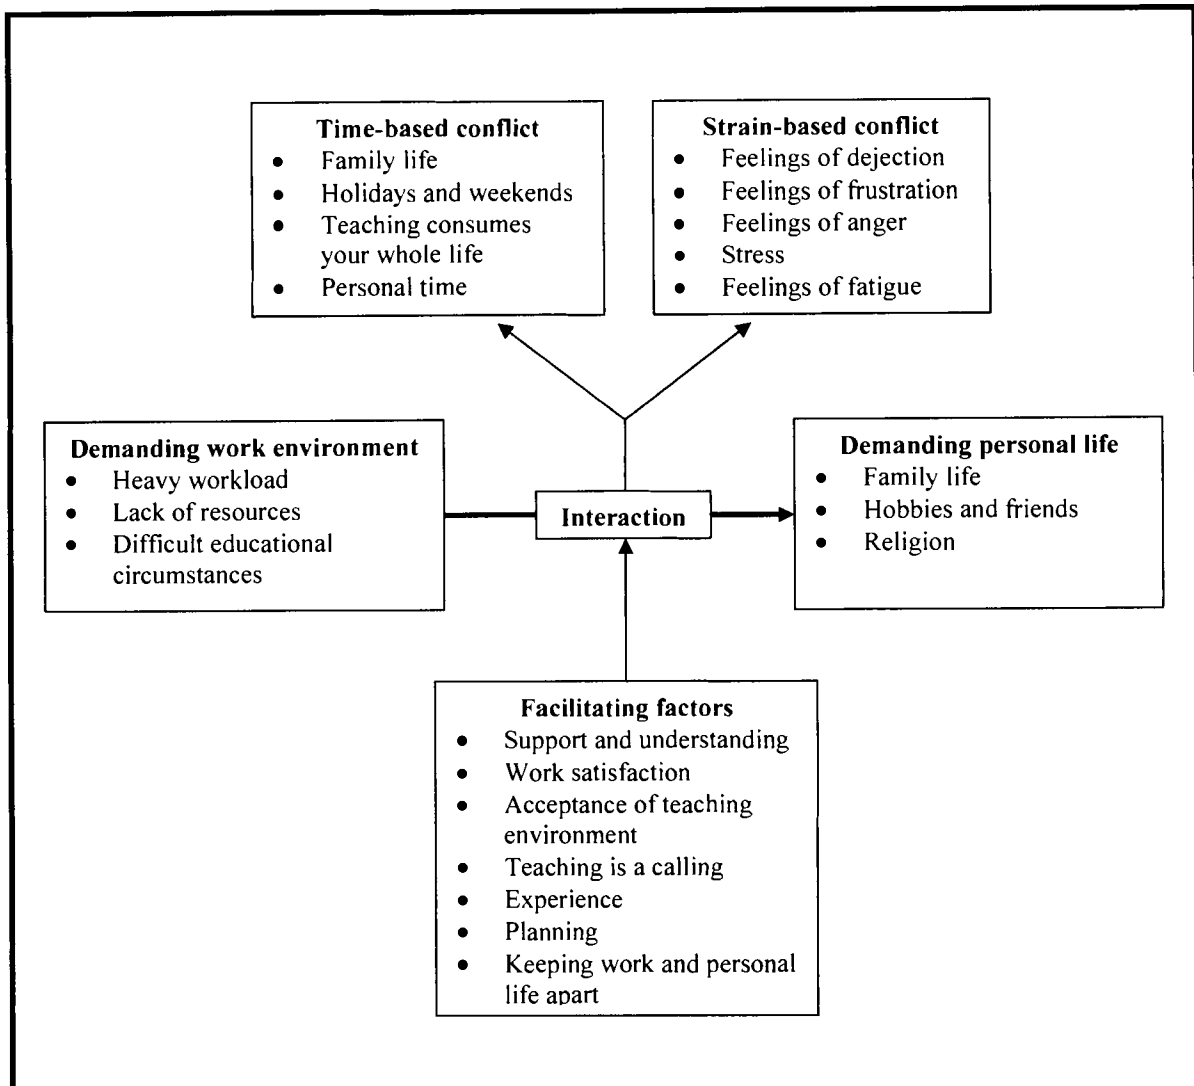 Time-based conflict
• Family life
• Holidays and weekends
• Teaching consumes
your whole life
• Personal time
Strain-based conflict
• Feelings of dejection
• Feelings of frustration
• Feelings of anger
• Stress
• Feelings of fatigue
Demanding work environment
• Heavy workload
• Lack of resources
• Difficult educational
circumstances
Interaction
Demanding personal life
• Family life
• Hobbies and friends
• Religion
Facilitating factors
• Support and understanding
• Work satisfaction
• Acceptance of teaching
environment
• Teaching is a calling
• Experience
• Planning
• Keeping work and personal
life apart